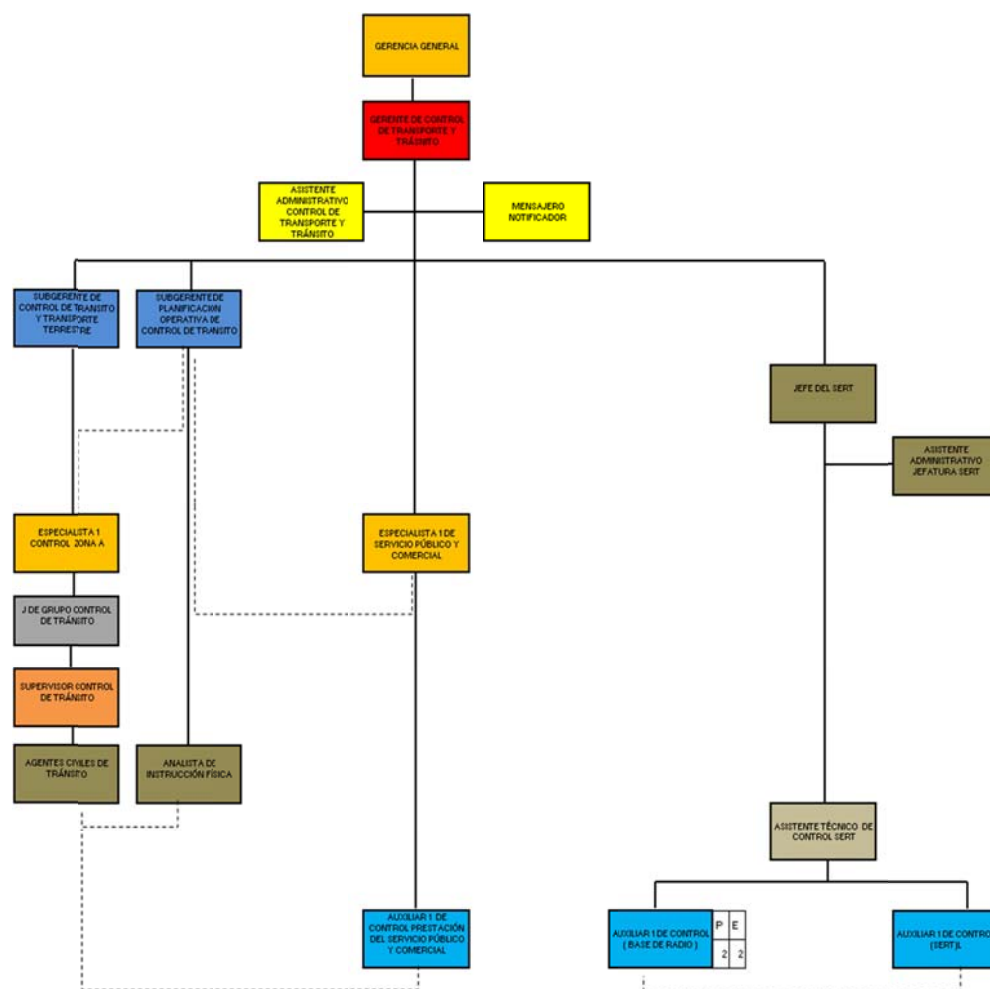 GERENCIA GENERAL
GERENTE DE CONTROL
DE TRANSPORTE Y
TRÁNSITO
ASISTENTE
ADMINISTRATIVO
CONTROL DE
TRANSPORTE Y
TRÁNSITO
MENSAJERO
NOTIFICADOR
SUBGERENTE DE
CONTROL DE TRANSITO
Y TRANSPORTE
TERRESTRE
SUBGERENTE DE
PLANIFICACION
OPERATIVA DE
CONTROL DE TRANSITO
JEFE DEL SERT
ASISTENTE
ADMINISTRATIVO
JEFATURA SERT
ESPECIALISTA 1
CONTROL ZONA A
ESPECIALISTA 1 DE
SERVICIO PÚBLICO Y
COMERCIAL
J DE GRUPO CONTROL
DE TRÁNSITO
SUPERVISOR CONTROL
DE TRÁNSITO
AGENTES CIVILES DE
TRÁNSITO
ANALISTA DE
INSTRUCCIÓN FÍSICA
ASISTENTE TÉCNICO DE
CONTROL SERT
AUXILIAR 1 DE
CONTROL PRESTACIÓN
DEL SERVICIO PÚBLICO
Y COMERCIAL
AUXILIAR 1 DE CONTROL
( BASE DE RADIO )
P E
2 2
AUXILIAR 1 DE CONTROL
(SERT)L